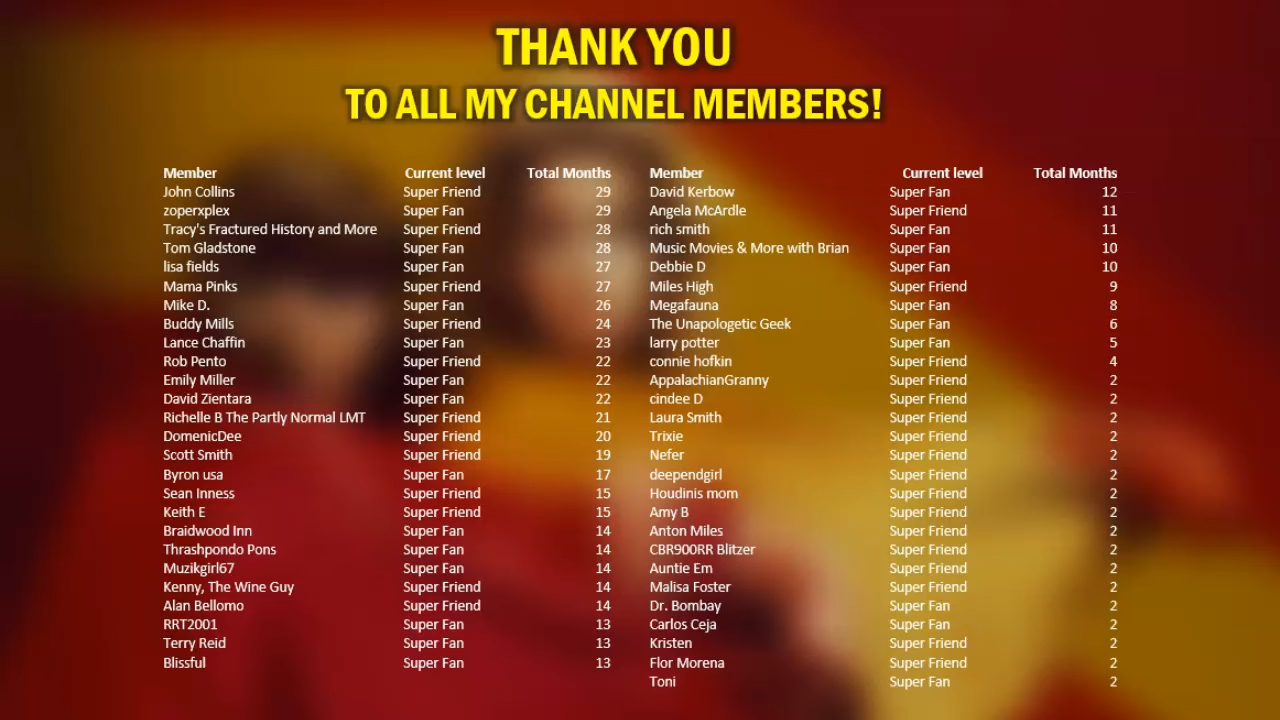 THANK YOU
TO ALL MY CHANNEL MEMBERS!
Member Current level Total Months
John Collins Super Friend 29
zoperxplex Super Fan 29
Tracy's Fractured History and More Super Friend 28
Tom Gladstone Super Fan 28
lisa fields Super Fan 27
Mama Pinks Super Friend 27
Mike D. Super Fan 26
Buddy Mills Super Friend 24
Lance Chaffin Super Fan 23
Rob Pento Super Friend 22
Emily Miller Super Fan 22
David Zientara Super Fan 22
Richelle B The Partly Normal LMT Super Friend 21
DomenicDee Super Friend 20
Scott Smith Super Friend 19
Byron usa Super Fan 17
Sean Inness Super Friend 15
Keith E Super Friend 15
Braidwood Inn Super Fan 14
Thrashpondo Pons Super Fan 14
Muzikgirl67 Super Fan 14
Kenny, The Wine Guy Super Friend 14
Alan Bellomo Super Friend 14
RRT2001 Super Fan 13
Terry Reid Super Fan 13
Blissful Super Fan 13
Member Current level Total Months
David Kerbow Super Fan 12
Angela McArdle Super Friend 11
rich smith Super Fan 11
Music Movies & More with Brian Super Fan 10
Debbie D Super Fan 10
Miles High Super Friend 9
Megafauna Super Fan 8
The Unapologetic Geek Super Fan 6
larry potter Super Fan 5
connie hofkin Super Friend 4
AppalachianGranny Super Friend 2
cindee D Super Friend 2
Laura Smith Super Friend 2
Trixie Super Friend 2
Nefer Super Friend 2
deependgirl Super Friend 2
Houdinis mom Super Friend 2
Amy B Super Friend 2
Anton Miles Super Friend 2
CBR900RR Blitzer Super Friend 2
Auntie Em Super Friend 2
Malisa Foster Super Friend 2
Dr. Bombay Super Fan 2
Carlos Ceja Super Fan 2
Kristen Super Friend 2
Flor Morena Super Friend 2
Toni Super Fan 2